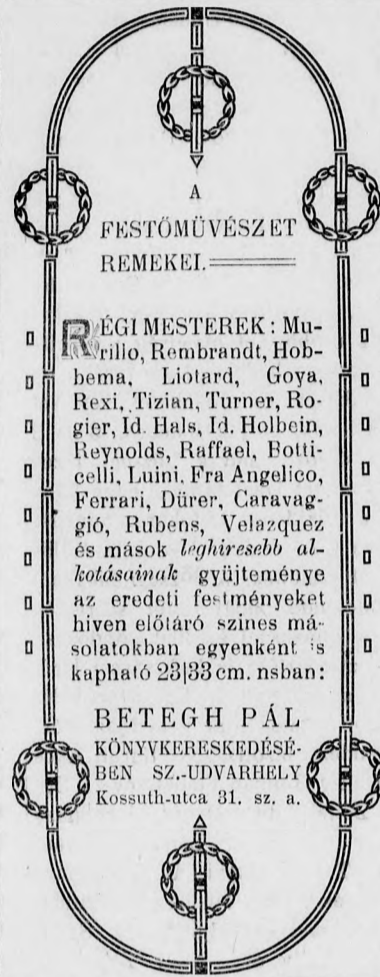 A
FESTŐMŰVÉSZET
REMEKEI.
RÉGI MESTEREK: Mu-
rillo, Rembrandt, Hob-
bema, Liotard, Goya,
Rexi, Tizian, Turner, Ro-
gier, Id. Hals, Id. Holbein,
Reynolds, Raffael, Botti-
celli, Luini, Fra Angelico,
Ferrari, Dürer, Caravag-
gió, Rubens, Velazquez
és mások leghiresebb al-
kotásainak gyüjteménye
az eredeti festményeket
hiven előtáró szines má-
solatokban egyenként is
kapható 23|33 cm. nsban:
BETEGH PÁL
KÖNYVKERESKEDÉSÉ-
BEN SZ.-UDVARHELY
Kossuth-utca 31. sz. a.